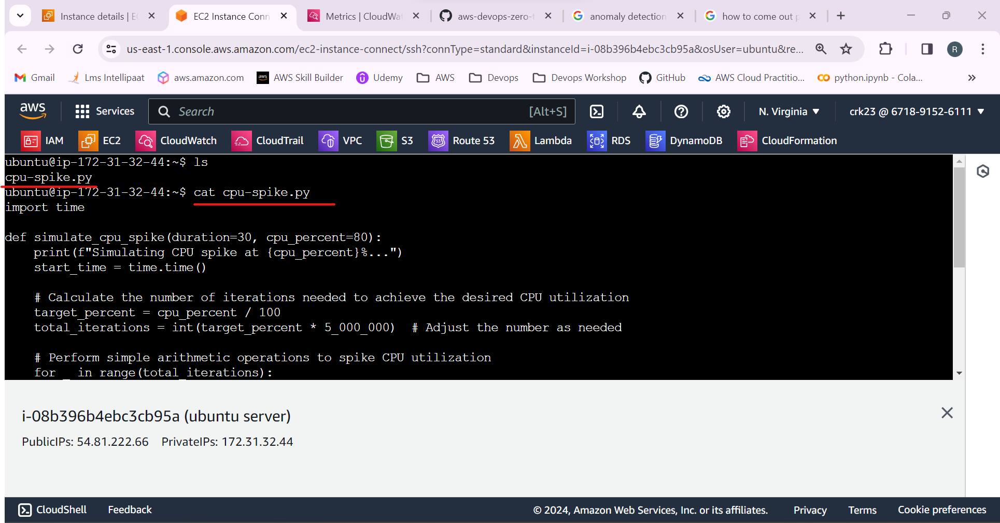 Instance details | EC
EC2 Instance Conn
Metrics | CloudWat
aws-devops-zero-t
anomaly detection
how to come out p
us-east-1.console.aws.amazon.com/ec2-instance-connect/ssh?connType=standard&instanceId=i-08b396b4ebc3cb95a&osUser=ubuntu&re...
R
Gmail
Lms Intellipaat
aws.amazon.com
aws
AWS Skill Builder
Udemy
AWS
Devops
Devops Workshop
GitHub
AWS Cloud Practitio...
python.ipynb - Cola...
aws
Services
Search
[Alt+S]
N. Virginia
crk23 @ 6718-9152-6111
IAM
EC2
CloudWatch
CloudTrail
VPC
S3
53
Route 53
Lambda
RDS
DynamoDB
CloudFormation
ubuntu@ip-172-31-32-44:~$ ls
cpu-spike.py
ubuntu@ip-172-31-32-44:~$ cat cpu-spike.py
import time
def simulate_cpu_spike(duration=30, cpu_percent=80):
print(f"Simulating CPU spike at {cpu_percent}%...")
start_time = time.time()
# Calculate the number of iterations needed to achieve the desired CPU utilization
target_percent = cpu_percent / 100
total_iterations = int(target_percent * 5_000_000)  # Adjust the number as needed
# Perform simple arithmetic operations to spike CPU utilization
for _ in range(total_iterations):
i-08b396b4ebc3cb95a (ubuntu server)
PublicIPs: 54.81.222.66
PrivateIPs: 172.31.32.44
CloudShell
Feedback
© 2024, Amazon Web Services, Inc. or its affiliates.
Privacy
Terms
Cookie preferences